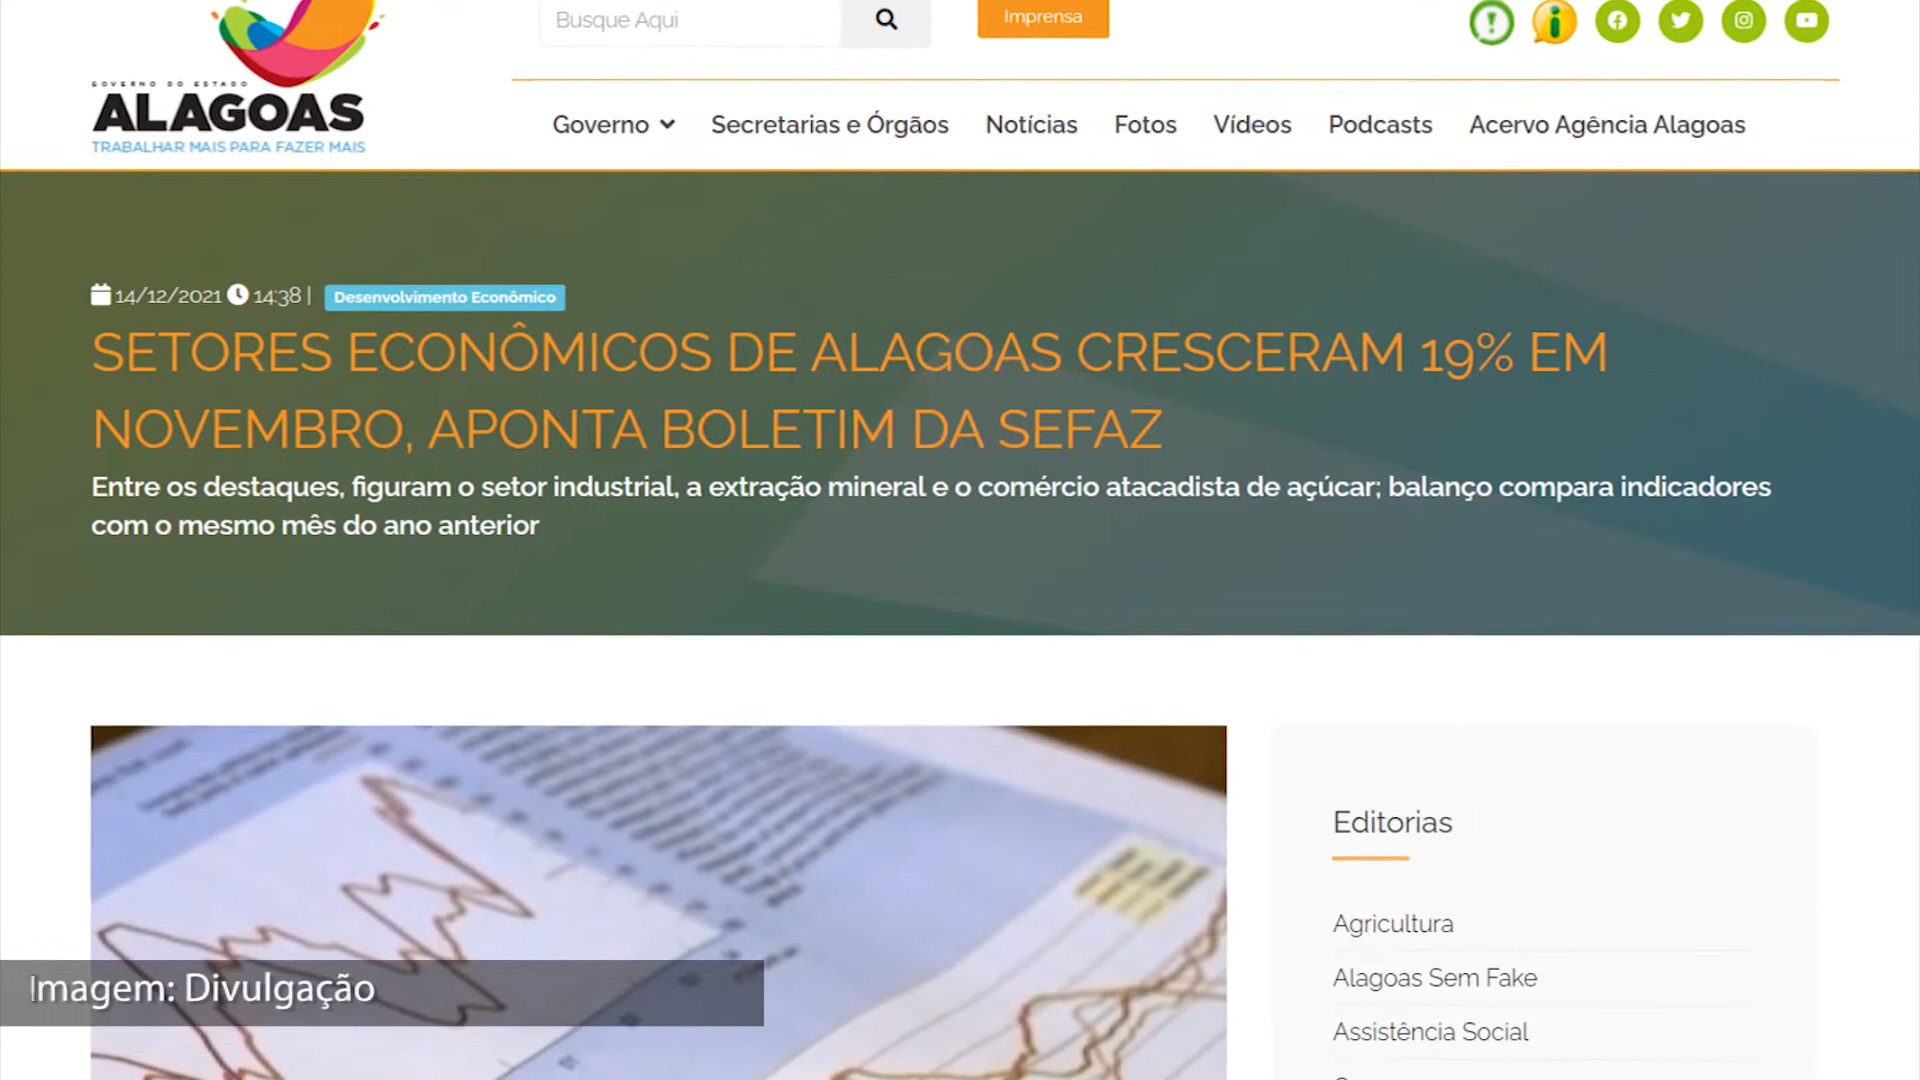 Busque Aqui
Imprensa
GOVERNO DO ESTADO
ALAGOAS
TRABALHAR MAIS PARA FAZER MAIS
Governo
Secretarias e Órgãos
Notícias
Fotos
Vídeos
Podcasts
Acervo Agência Alagoas
14/12/2021 14:38 | Desenvolvimento Econômico
SETORES ECONÔMICOS DE ALAGOAS CRESCERAM 19% EM
NOVEMBRO, APONTA BOLETIM DA SEFAZ
Entre os destaques, figuram o setor industrial, a extração mineral e o comércio atacadista de açúcar; balanço compara indicadores
com o mesmo mês do ano anterior
Editorias
Agricultura
Alagoas Sem Fake
Assistência Social
Imagem: Divulgação